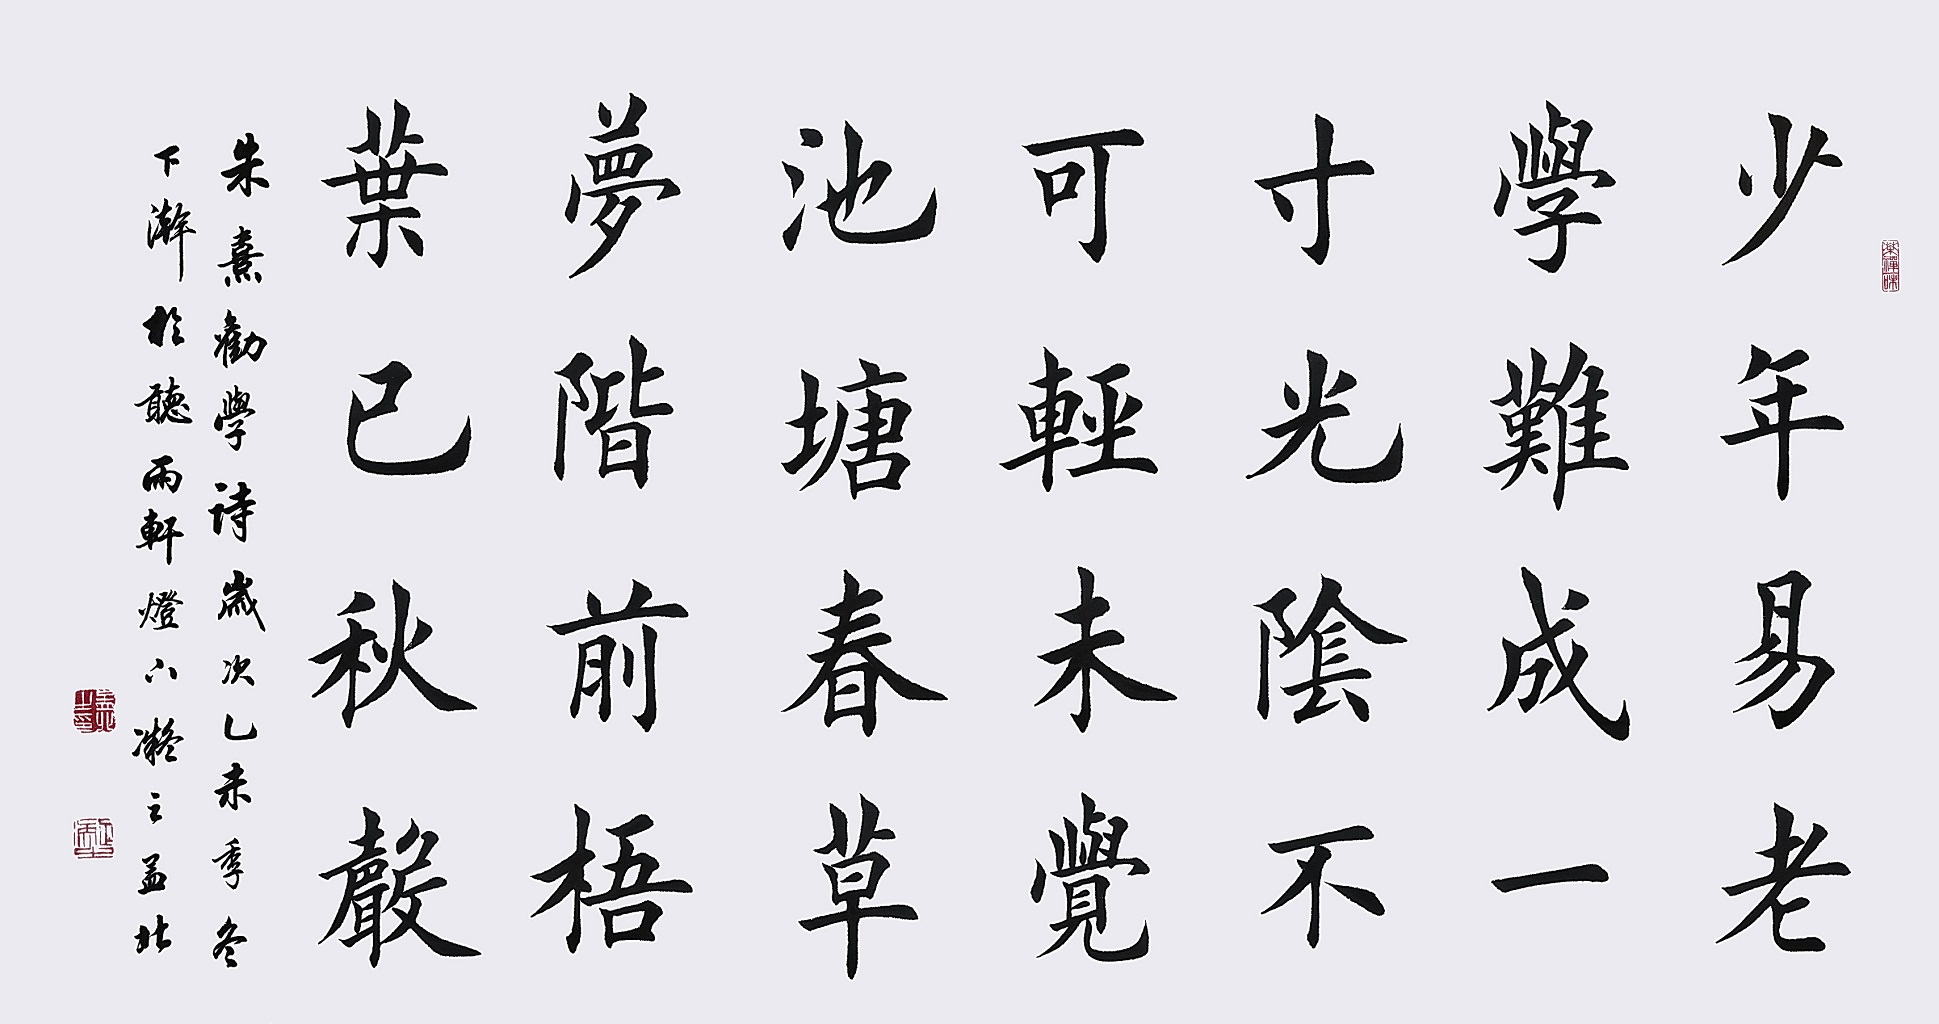 少年易老
學難成一
寸光陰不
可輕未覺
池塘春草
夢階前梧
葉已秋聲
朱熹勸學詩歲次乙未季冬
下澣於聽雨軒燈下凝之孟北